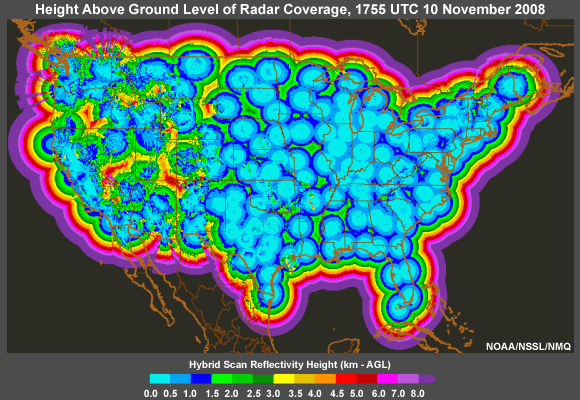 Height Above Ground Level of Radar Coverage, 1755 UTC 10 November 2008
NOAA/NSSL/NMQ
Hybrid Scan Reflectivity Height (km - AGL)
0.0 0.5 1.0 1.5 2.0 2.5 3.0 3.5 4.0 4.5 5.0 6.0 7.0 8.0